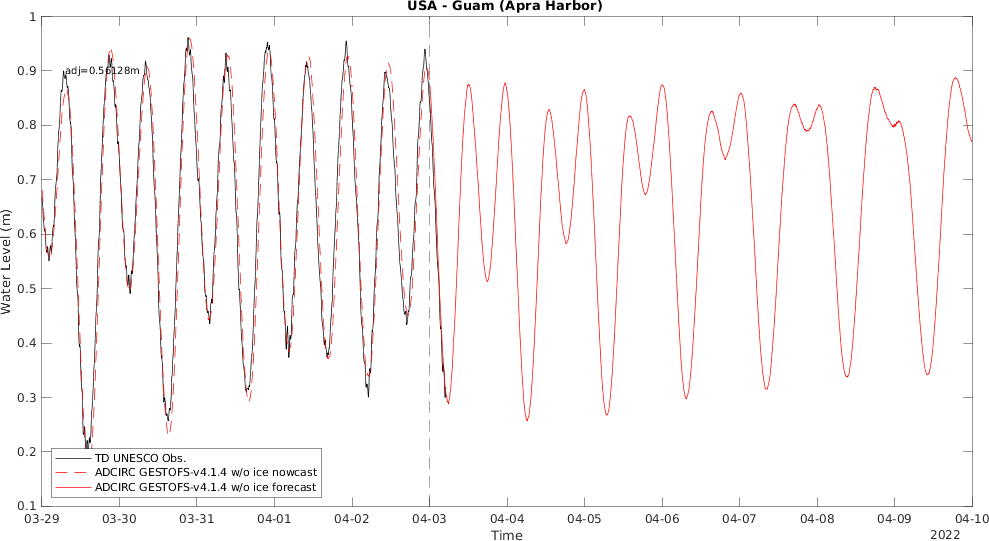 USA - Guam (Apra Harbor)
1
0.9
0.8
0.7
0.6
0.5
0.4
0.3
0.2
0.1
Water Level (m)
adj=0.56128m
TD UNESCO Obs.
ADCIRC GESTOFS-v4.1.4 w/o ice nowcast
ADCIRC GESTOFS-v4.1.4 w/o ice forecast
03-29 03-30 03-31 04-01 04-02 04-03 04-04 04-05 04-06 04-07 04-08 04-09 04-10
Time
2022